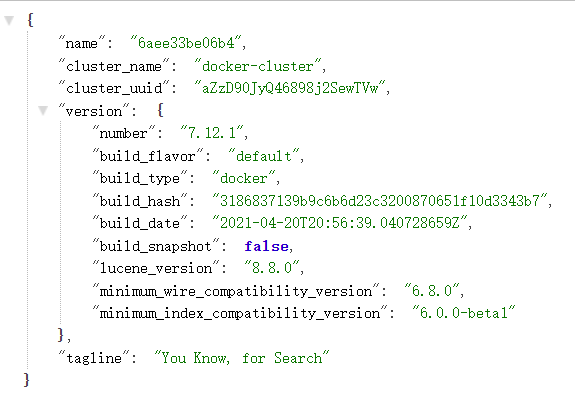 {
"name": "6aee33be06b4",
"cluster_name": "docker-cluster",
"cluster_uuid": "aZzD90JyQ46898j2SewTVw",
"version": {
"number": "7.12.1",
"build_flavor": "default",
"build_type": "docker",
"build_hash": "3186837139b9c6b6d23c3200870651f10d3343b7",
"build_date": "2021-04-20T20:56:39.040728659Z",
"build_snapshot": false,
"lucene_version": "8.8.0",
"minimum_wire_compatibility_version": "6.8.0",
"minimum_index_compatibility_version": "6.0.0-beta1"
},
"tagline": "You Know, for Search"
}